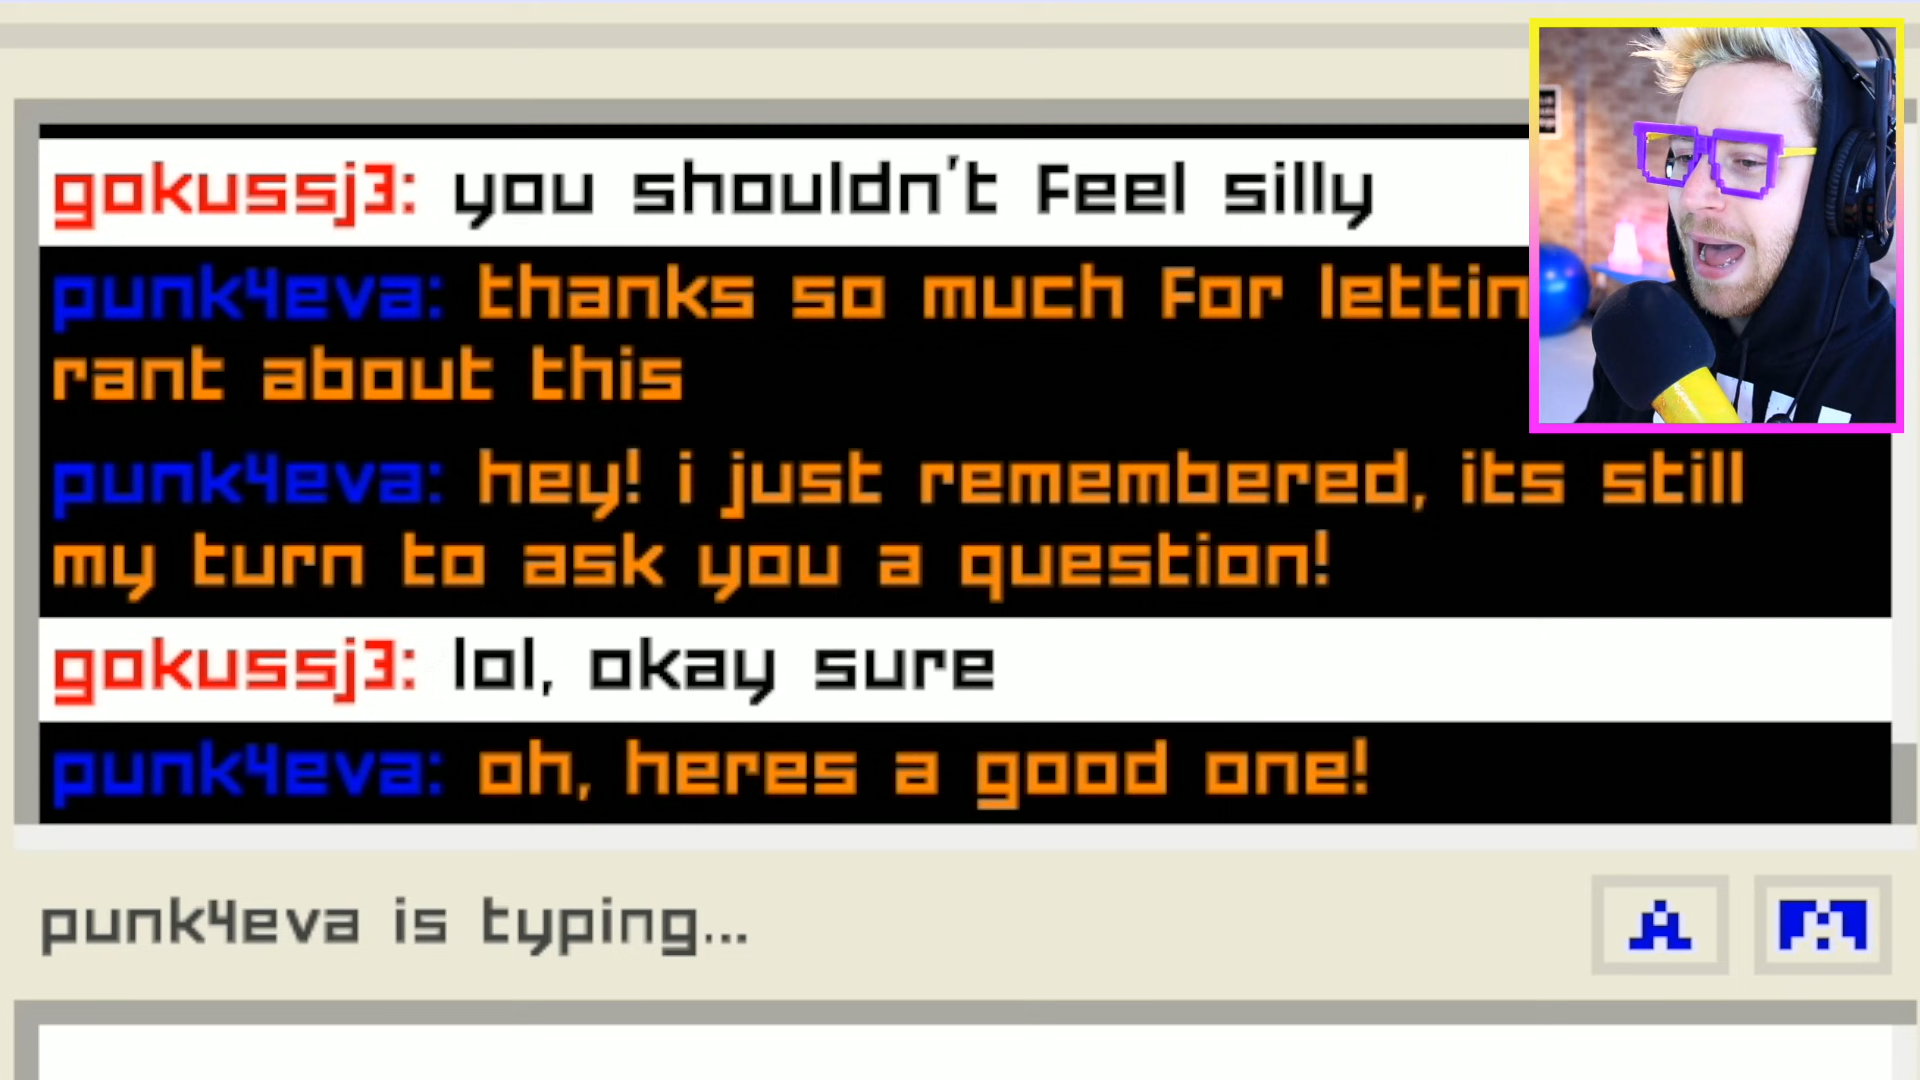 gokussj3: you shouldn't feel silly
punk4eva: thanks so much for lettin
rant about this
punk4eva: hey! i just remembered, its still
my turn to ask you a question!
gokussj3: lol, okay sure
punk4eva: oh, heres a good one!
punk4eva is typing...